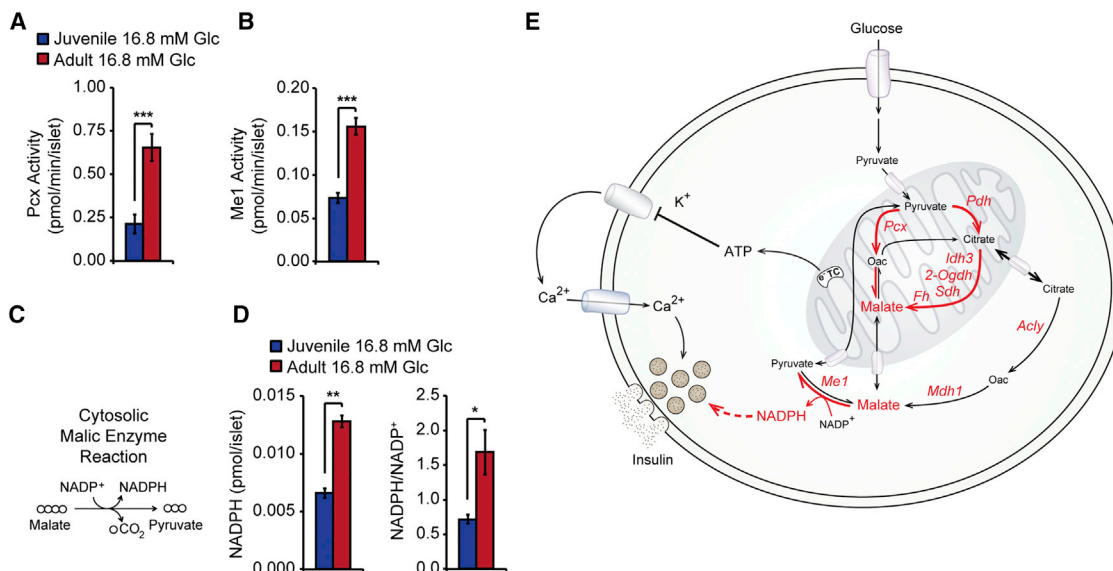 A
B
Juvenile 16.8 mM Glc
Adult 16.8 mM Glc
Pcx Activity
(pmol/min/islet)
1.00
0.75
0.50
0.25
0.00
***
Me1 Activity
(pmol/min/islet)
0.20
0.15
0.10
0.05
0.00
***
C
Cytosolic
Malic Enzyme
Reaction
NADP+ NADPH
Malate Pyruvate
CO2
D
Juvenile 16.8 mM Glc
Adult 16.8 mM Glc
NADPH (pmol/islet)
0.015
0.010
0.005
0.000
**
NADPH/NADP+
2.5
2.0
1.5
1.0
0.5
0.0
*
E
Glucose
Pyruvate
Pyruvate
Pdh
Pcx
Citrate
Oac
Idh3
2-Ogdh
Sdh
Fh
Malate
Citrate
Acly
Oac
Mdh1
Malate
Me1
Pyruvate
NADP+
NADPH
K+
ATP
e- TC
Ca2+
Ca2+
Insulin